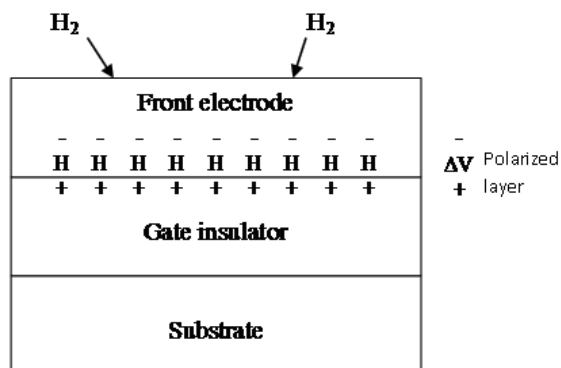 H₂ H₂
Front electrode
− − − − − − − − − −
H H H H H H H H H ΔV Polarized
+ + + + + + + + + + layer
Gate insulator
Substrate